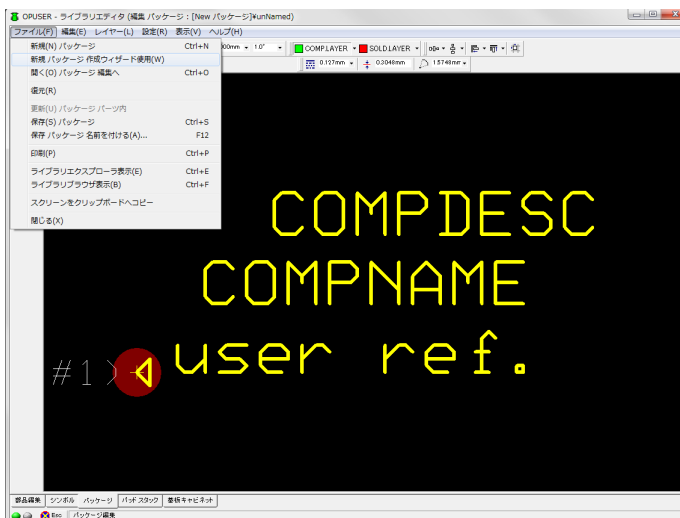 OPUSER - ライブラリエディタ (編集 パッケージ : [New パッケージ]¥unNamed)
ファイル(F) 編集(E) レイヤー(L) 設定(R) 表示(V) ヘルプ(H)
新規(N) パッケージ Ctrl+N
新規 パッケージ 作成ウィザード使用(W)
開く(O) パッケージ 編集へ Ctrl+O
復元(R)
更新(U) パッケージ パーツ内
保存(S) パッケージ Ctrl+S
保存 パッケージ 名前を付ける(A)... F12
印刷(P) Ctrl+P
ライブラリエクスプローラ表示(E) Ctrl+E
ライブラリブラウザ表示(B) Ctrl+F
スクリーンをクリップボードへコピー
閉じる(X)
00mm 1.0° COMP.LAYER SOLD.LAYER
0.127mm 0.3048mm 1.5748mm
COMPDESC
COMPNAME
user ref.
#1
部品編集 シンボル パッケージ パッドスタック 基板キャビネット
Esc パッケージ編集